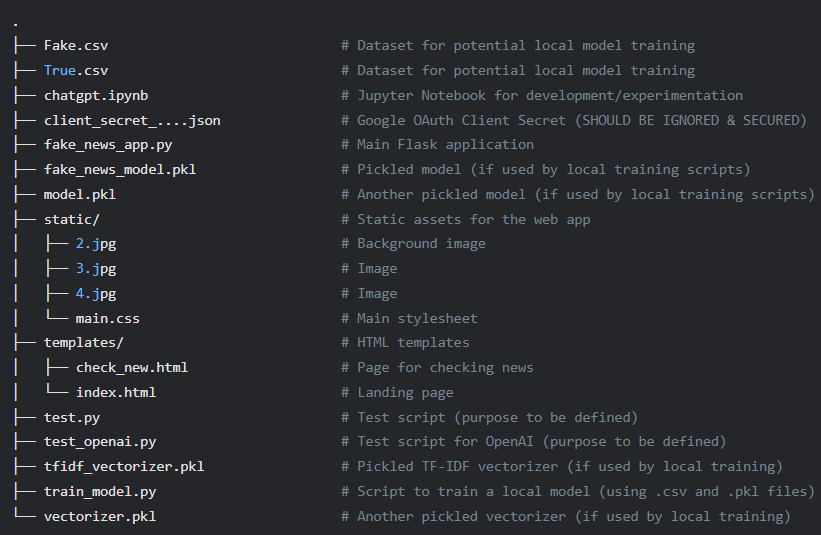 .
├── Fake.csv # Dataset for potential local model training
├── True.csv # Dataset for potential local model training
├── chatgpt.ipynb # Jupyter Notebook for development/experimentation
├── client_secret_....json # Google OAuth Client Secret (SHOULD BE IGNORED & SECURED)
├── fake_news_app.py # Main Flask application
├── fake_news_model.pkl # Pickled model (if used by local training scripts)
├── model.pkl # Another pickled model (if used by local training scripts)
├── static/ # Static assets for the web app
│   ├── 2.jpg # Background image
│   ├── 3.jpg # Image
│   ├── 4.jpg # Image
│   └── main.css # Main stylesheet
├── templates/ # HTML templates
│   ├── check_new.html # Page for checking news
│   └── index.html # Landing page
├── test.py # Test script (purpose to be defined)
├── test_openai.py # Test script for OpenAI (purpose to be defined)
├── tfidf_vectorizer.pkl # Pickled TF-IDF vectorizer (if used by local training)
├── train_model.py # Script to train a local model (using .csv and .pkl files)
└── vectorizer.pkl # Another pickled vectorizer (if used by local training)